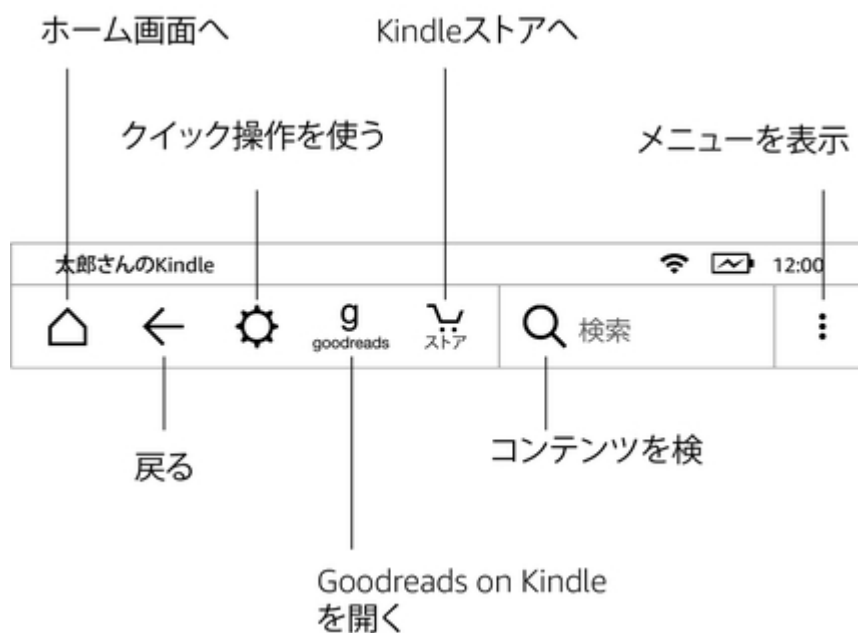 ホーム画面へ
Kindleストアへ
クイック操作を使う
メニューを表示
太郎さんのKindle
12:00
g
goodreads
ストア
検索
戻る
コンテンツを検
Goodreads on Kindle
を開く